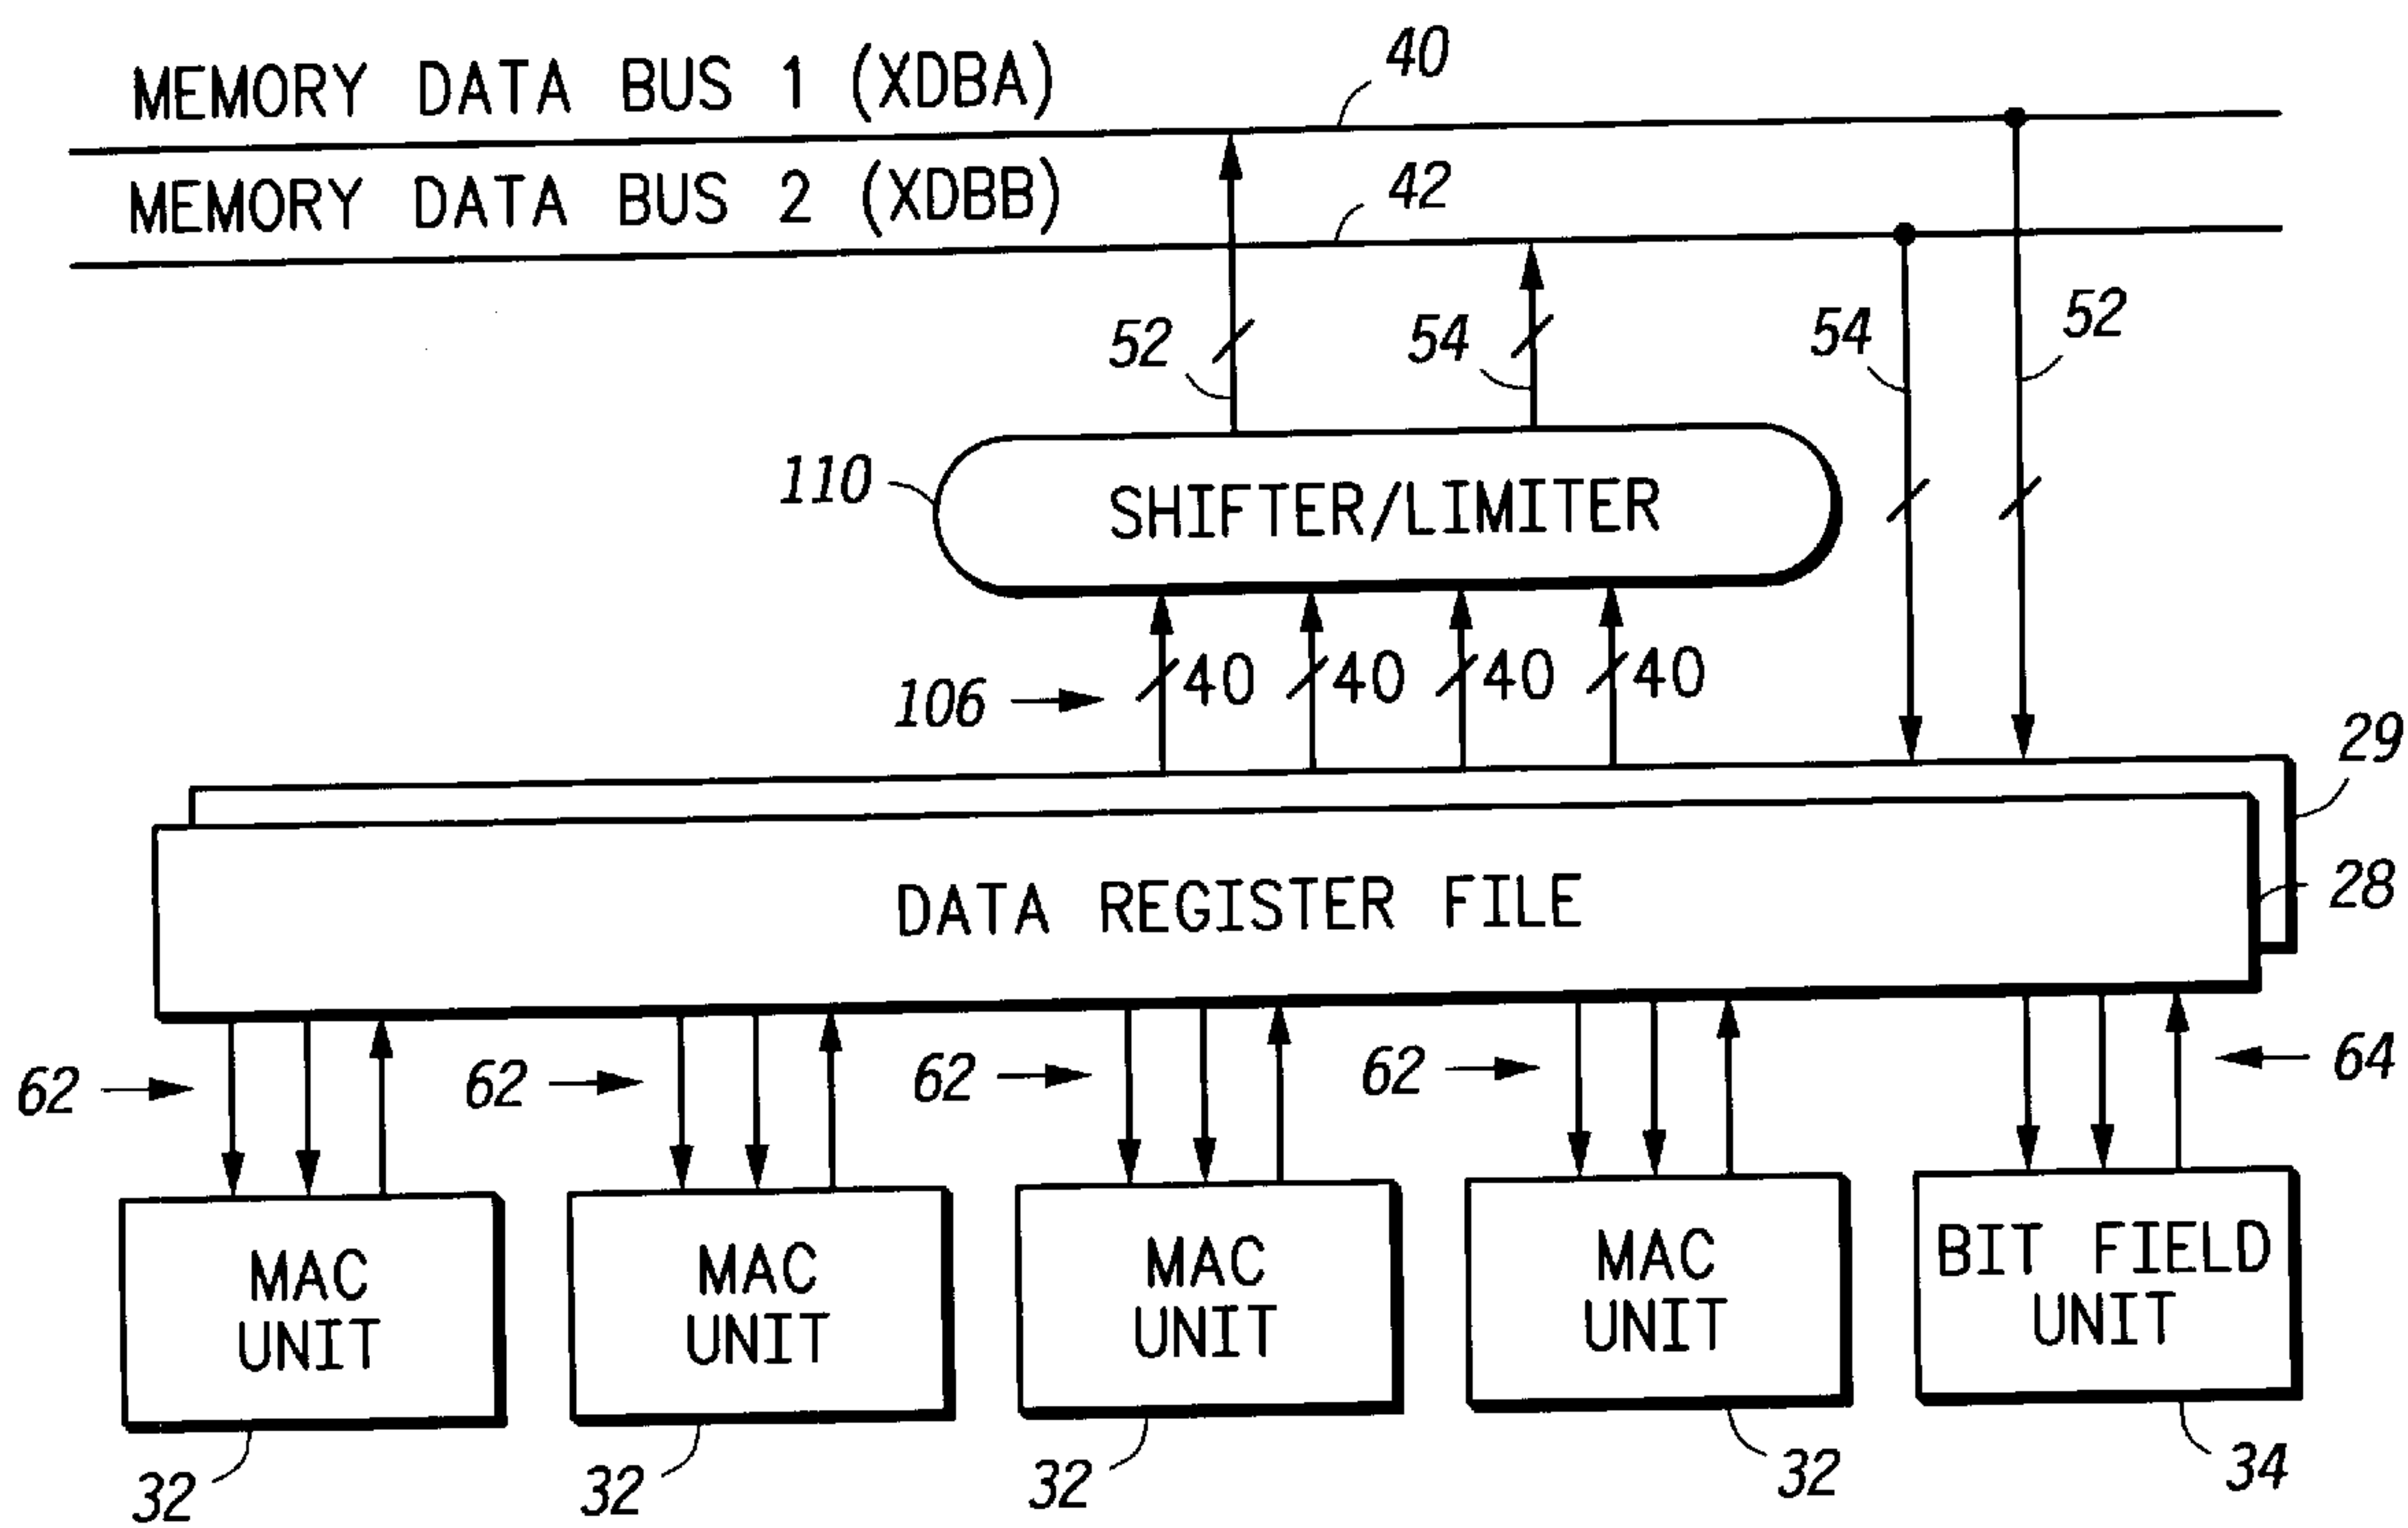 MEMORY DATA BUS 1 (XDBA)
40
MEMORY DATA BUS 2 (XDBB)
42
52
54
54
52
110
SHIFTER/LIMITER
106
40
40
40
40
29
28
DATA REGISTER FILE
62
62
62
62
64
MAC
UNIT
MAC
UNIT
MAC
UNIT
MAC
UNIT
BIT FIELD
UNIT
32
32
32
32
34